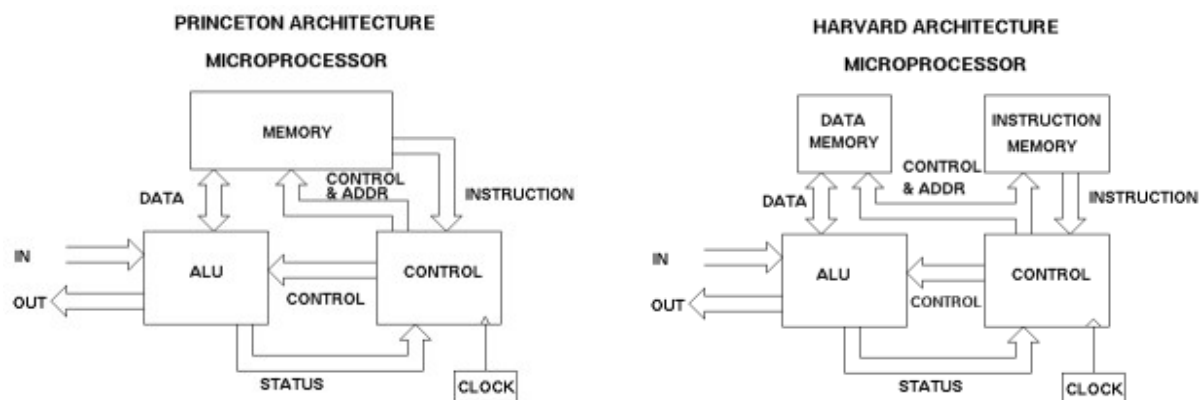 PRINCETON ARCHITECTURE
MICROPROCESSOR
MEMORY
CONTROL
& ADDR
DATA
INSTRUCTION
IN
ALU
CONTROL
OUT
CONTROL
STATUS
CLOCK
HARVARD ARCHITECTURE
MICROPROCESSOR
DATA
MEMORY
INSTRUCTION
MEMORY
CONTROL
& ADDR
DATA
INSTRUCTION
IN
ALU
CONTROL
OUT
CONTROL
STATUS
CLOCK